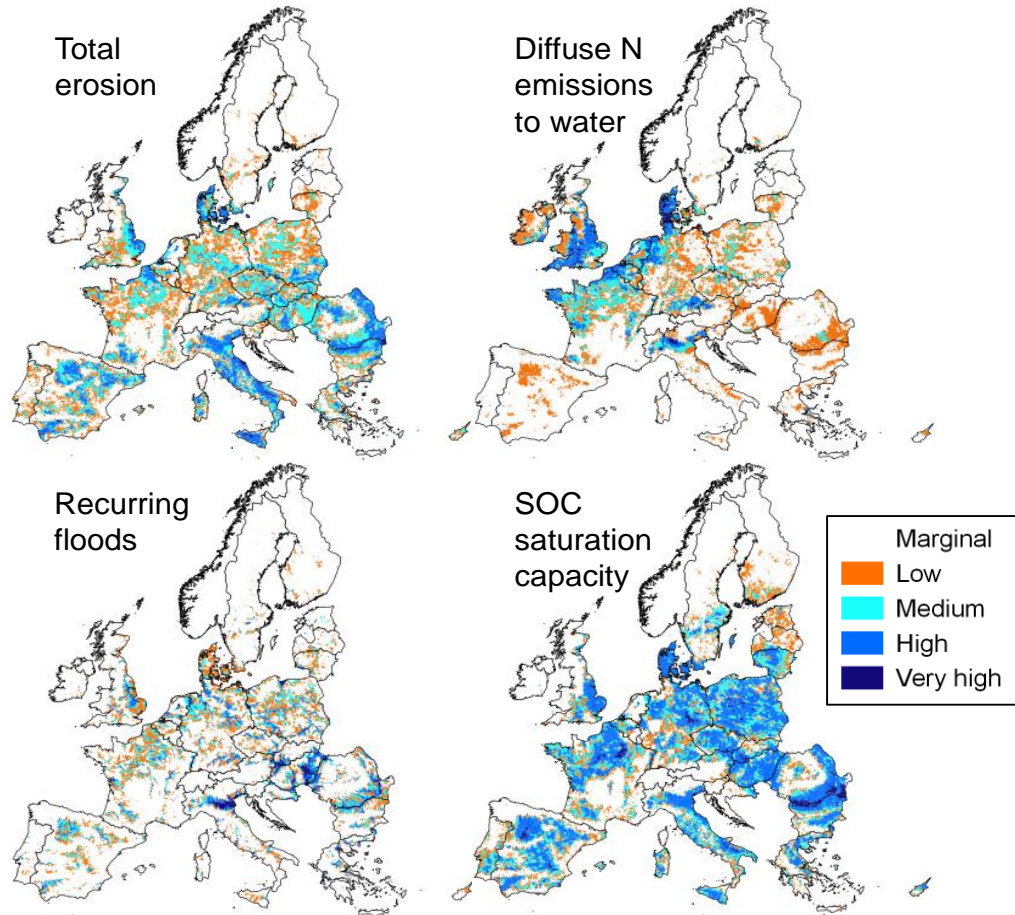 Total
erosion
Diffuse N
emissions
to water
Recurring
floods
SOC
saturation
capacity
Marginal
Low
Medium
High
Very high